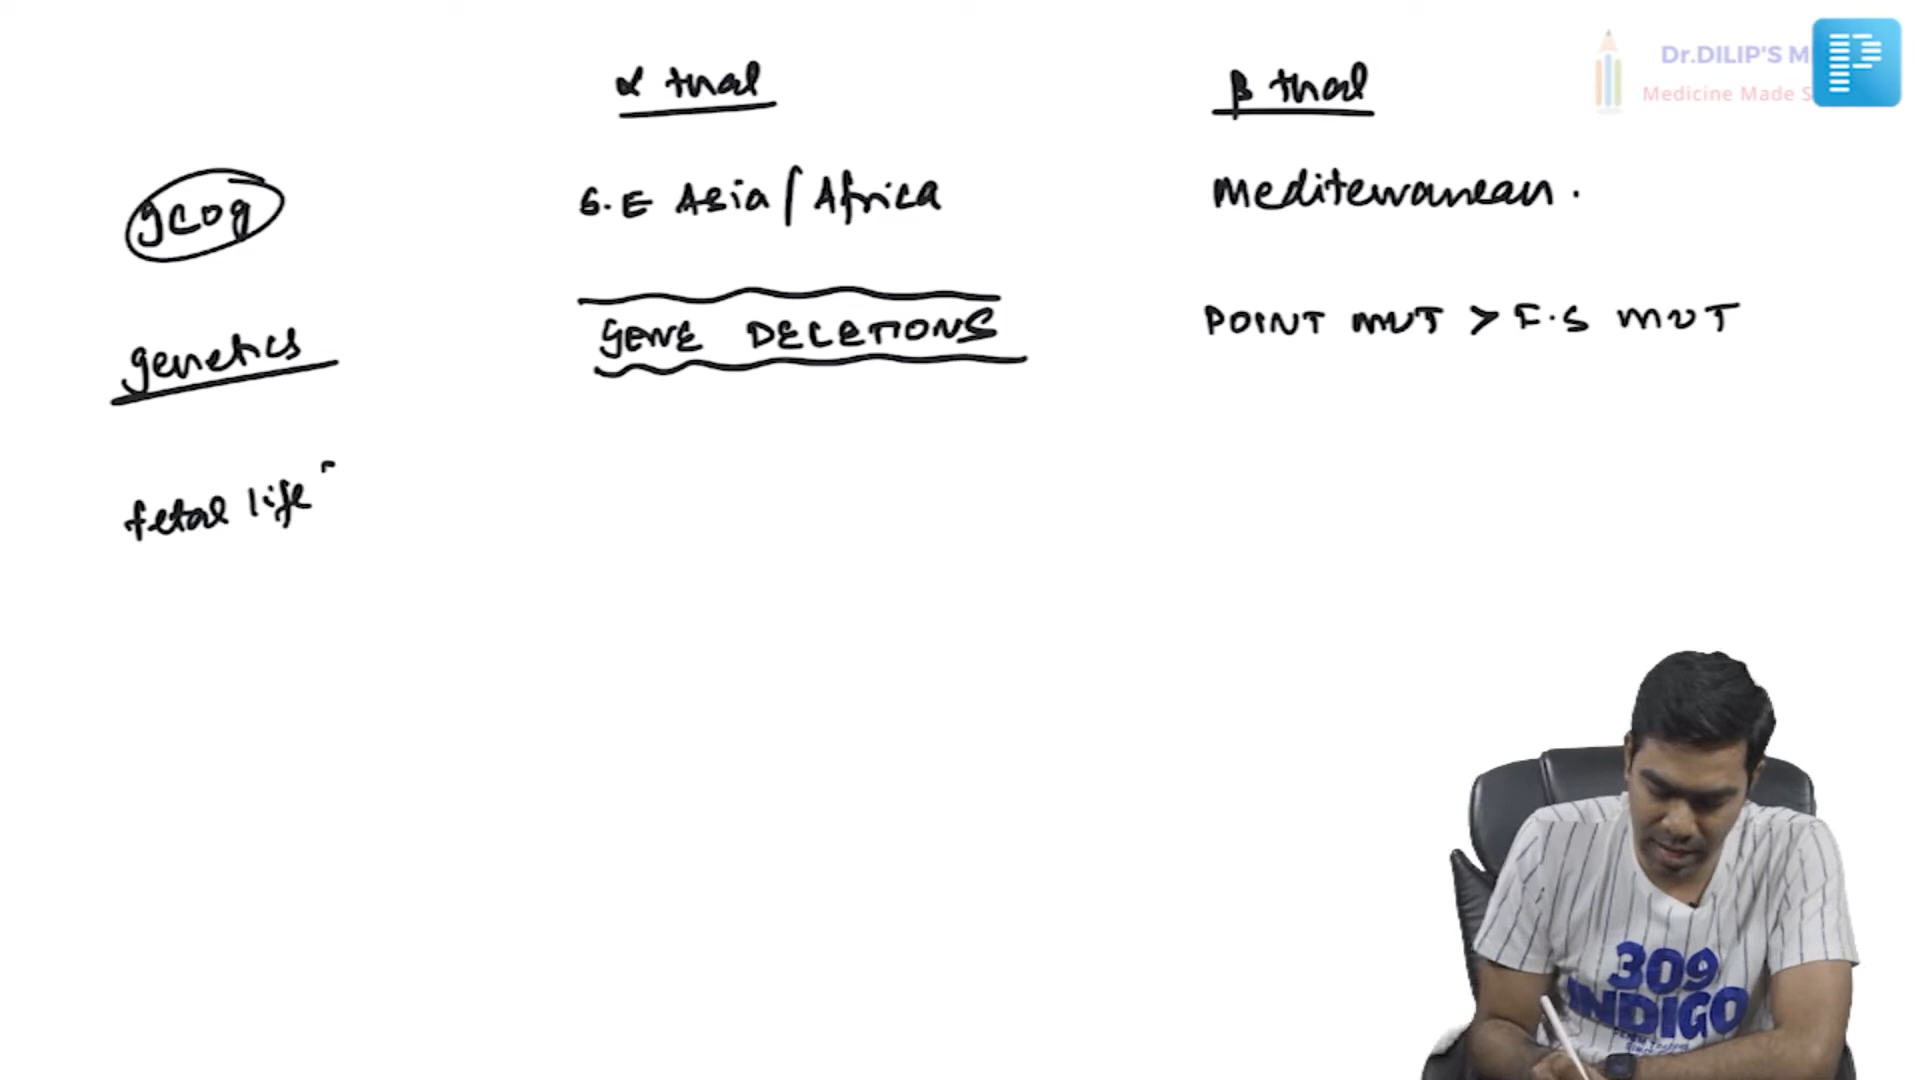 α thal
β thal
Dr.DILIP'S M
Medicine Made S
geog
S.E Asia / Africa
Mediterranean.
genetics
GENE DELETIONS
POINT MUT > F.S MUT
fetal life
309
INDIGO